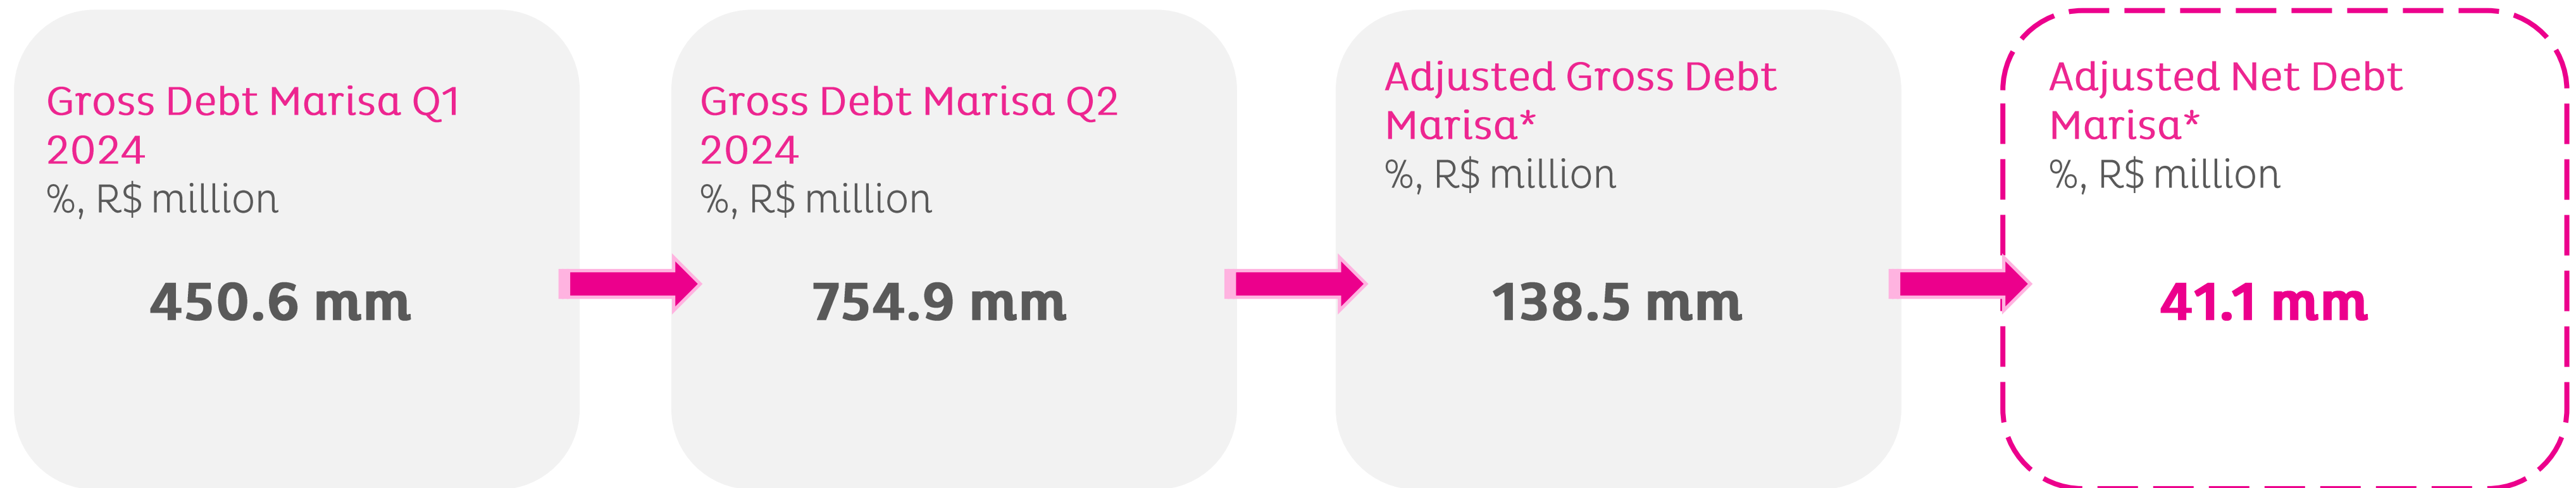 Gross Debt Marisa Q1
2024
%, R$ million
450.6 mm
Gross Debt Marisa Q2
2024
%, R$ million
754.9 mm
Adjusted Gross Debt
Marisa*
%, R$ million
138.5 mm
Adjusted Net Debt
Marisa*
%, R$ million
41.1 mm